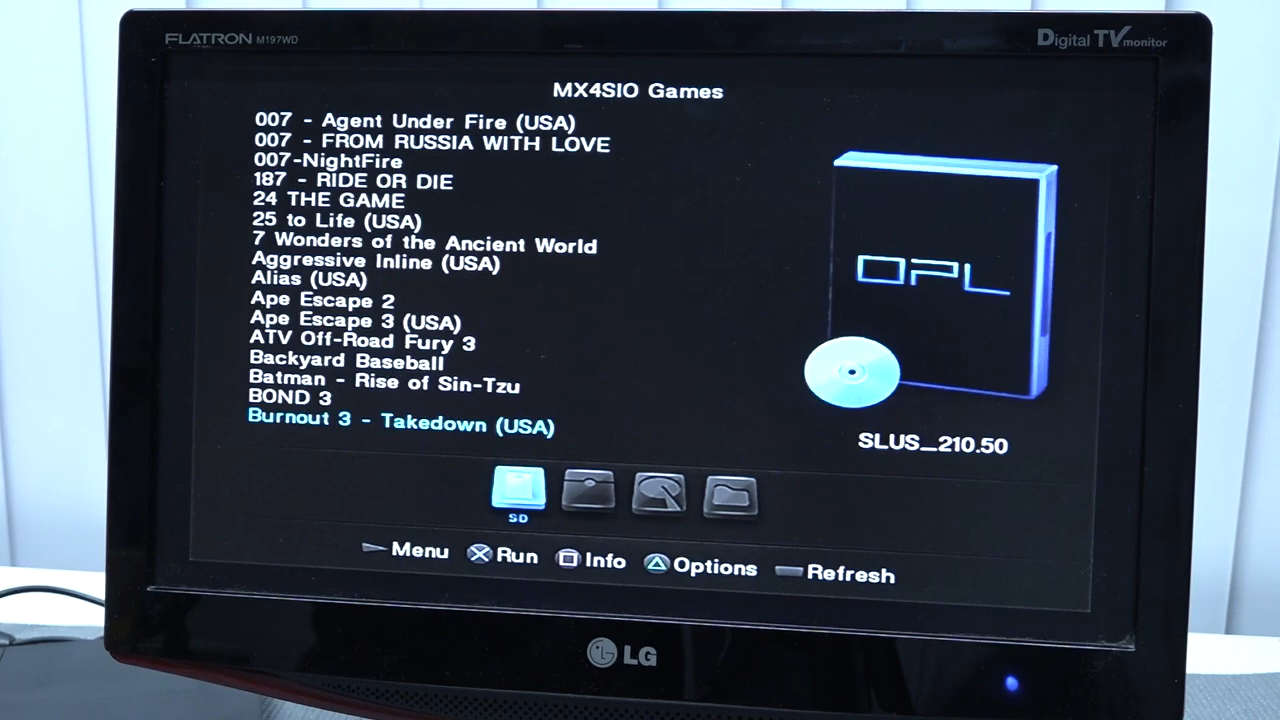 FLATRON M197WD
Digital TV monitor
MX4SIO Games
007 - Agent Under Fire (USA)
007 - FROM RUSSIA WITH LOVE
007-NightFire
187 - RIDE OR DIE
24 THE GAME
25 to Life (USA)
7 Wonders of the Ancient World
Aggressive Inline (USA)
Alias (USA)
Ape Escape 2
Ape Escape 3 (USA)
ATV Off-Road Fury 3
Backyard Baseball
Batman - Rise of Sin-Tzu
BOND 3
Burnout 3 - Takedown (USA)
OPL
SLUS_210.50
SD
Menu Run Info Options Refresh
LG